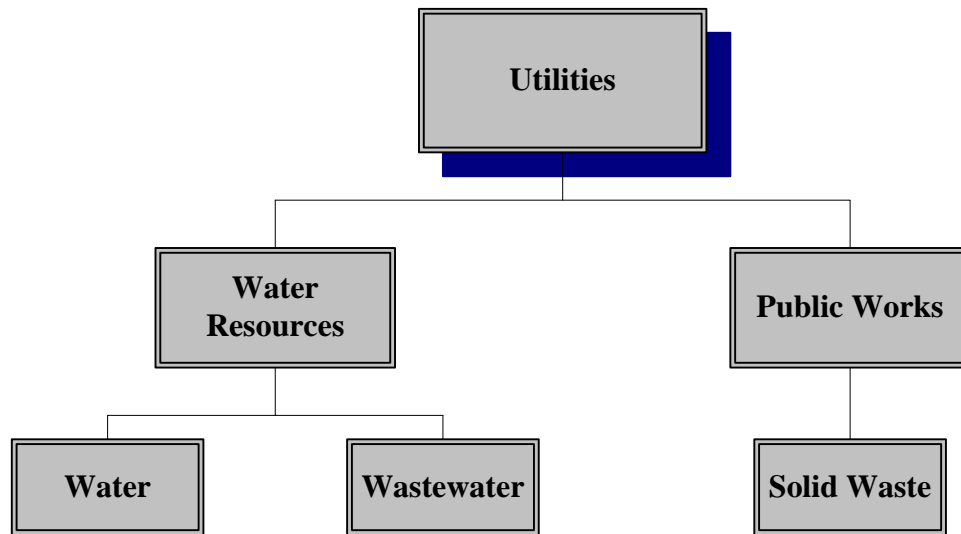 Utilities
Water
Resources
Public Works
Water
Wastewater
Solid Waste